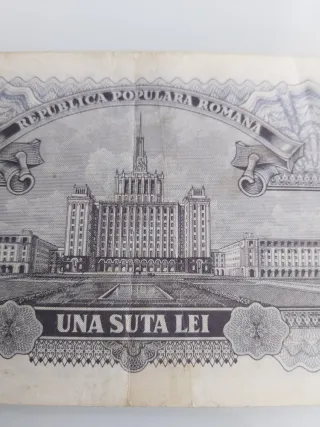 REPUBLICA POPULARA ROMANA
UNA SUTA LEI